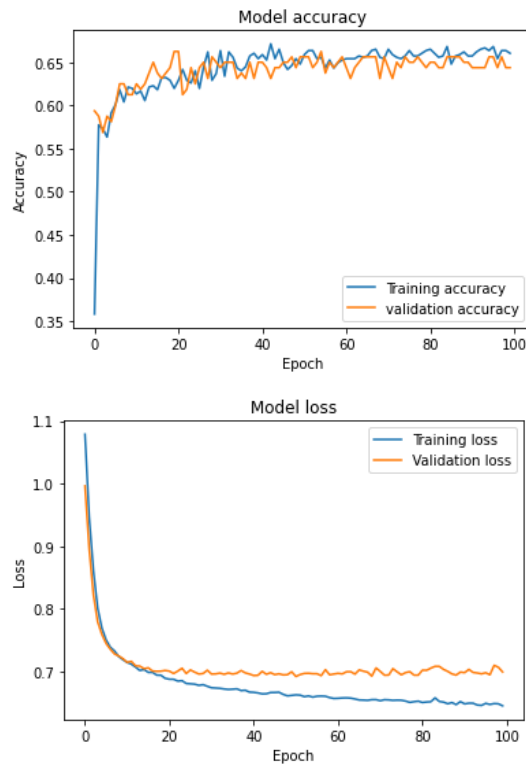 Model accuracy
0.65
0.60
0.55
0.50
0.45
0.40
0.35
Accuracy
Training accuracy
validation accuracy
0 20 40 60 80 100
Epoch
Model loss
1.1
1.0
0.9
0.8
0.7
Loss
Training loss
Validation loss
0 20 40 60 80 100
Epoch